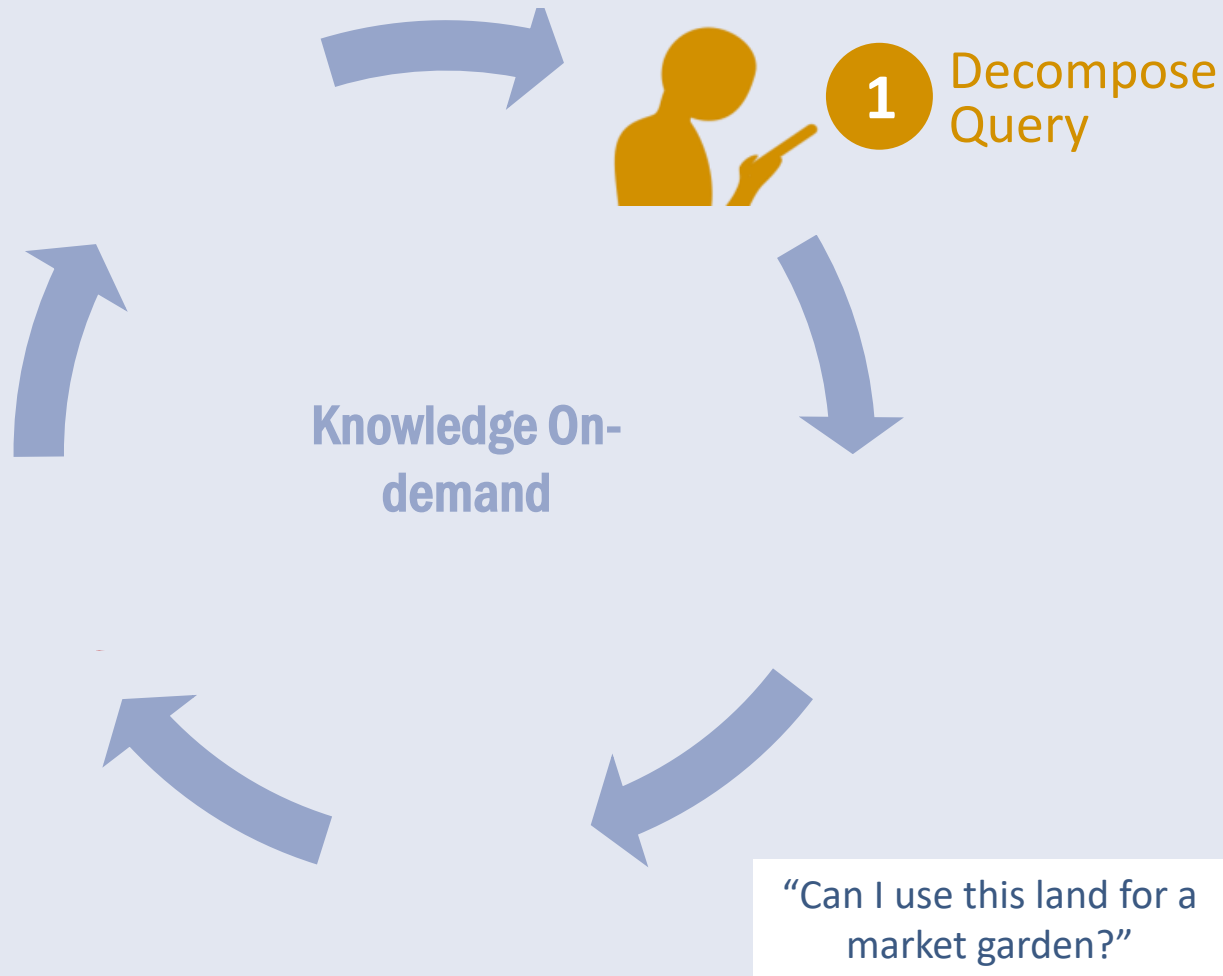 1
Decompose
Query
Knowledge On-
demand
“Can I use this land for a
market garden?”